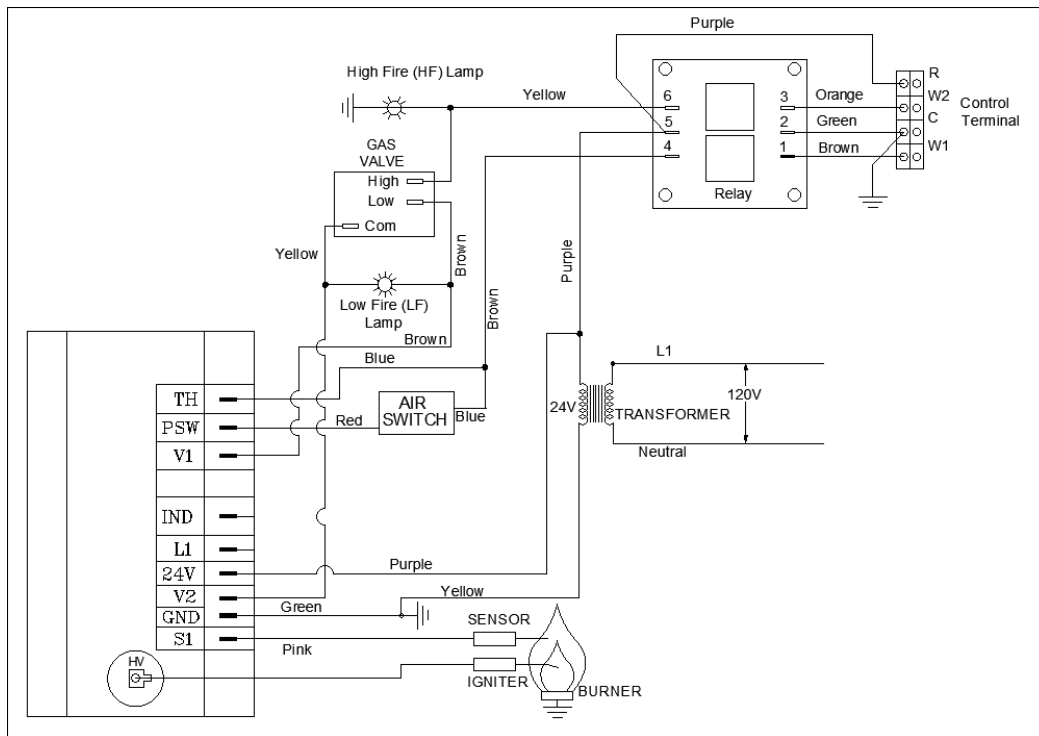 Purple
High Fire (HF) Lamp
Yellow
6
5
4
3
2
1
Orange
Green
Brown
Relay
R
W2
C
W1
Control
Terminal
GAS
VALVE
High
Low
Com
Yellow
Brown
Low Fire (LF)
Lamp
Brown
Blue
Brown
Purple
L1
120V
24V
TRANSFORMER
Neutral
AIR
SWITCH
Red
Blue
TH
PSW
V1
IND
L1
24V
V2
GND
S1
Purple
Yellow
Green
Pink
SENSOR
IGNITER
BURNER
HV